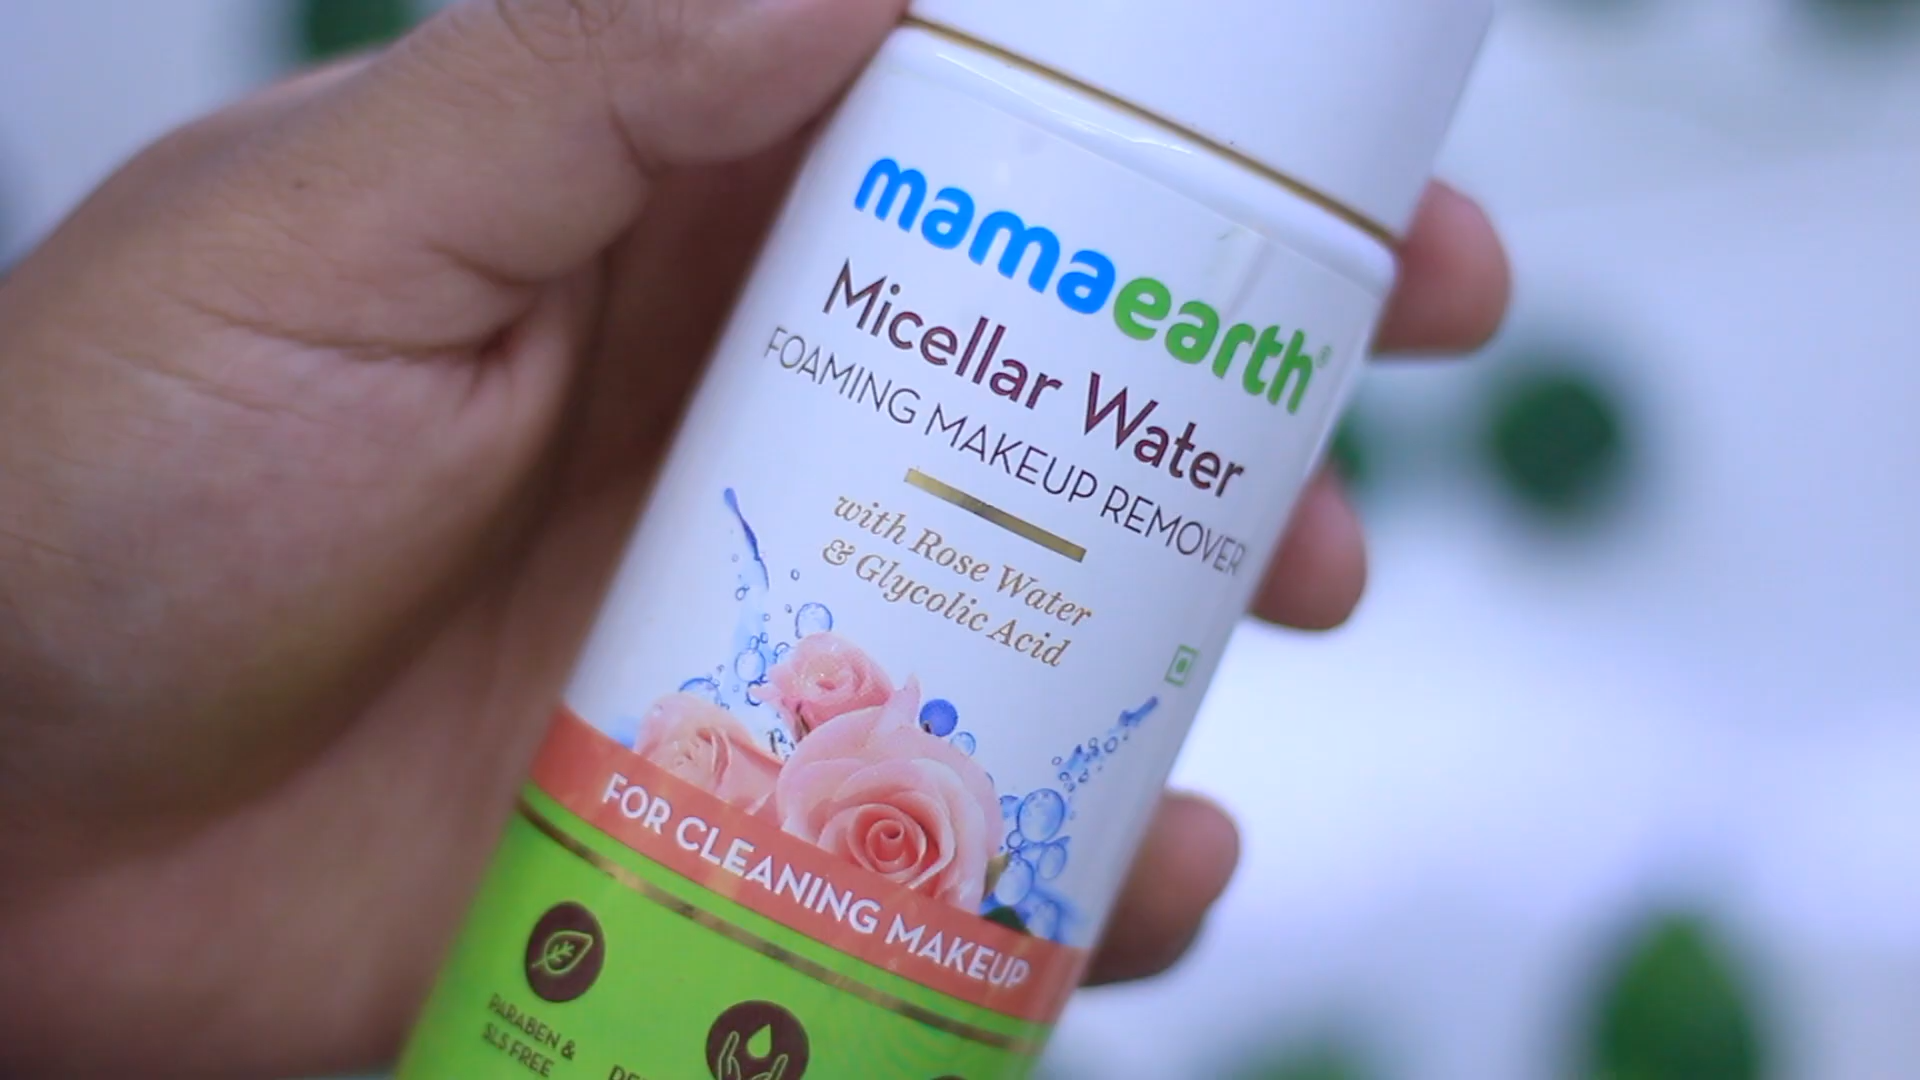 mamaearth®
Micellar Water
FOAMING MAKEUP REMOVER
with Rose Water
& Glycolic Acid
FOR CLEANING MAKEUP
PARABEN &
SLS FREE